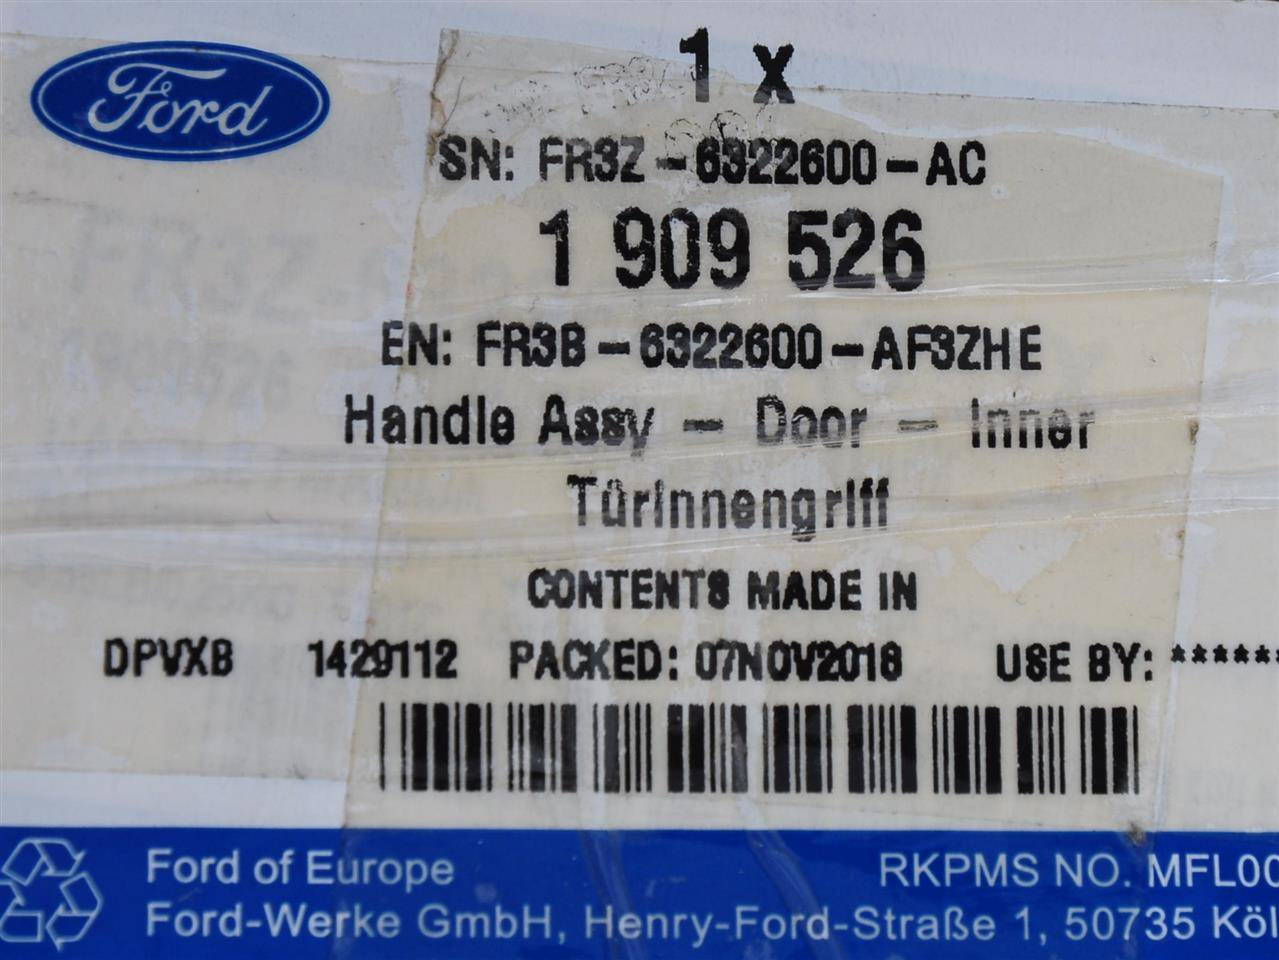 Ford
1 x
SN: FR3Z-6322600-AC
1 909 526
EN: FR3B-6322600-AF3ZHE
Handle Assy - Door - Inner
Türinnengriff
CONTENTS MADE IN
DPVXB 1429112 PACKED: 07NOV2016 USE BY: ******
Ford of Europe RKPMS NO. MFL00
Ford-Werke GmbH, Henry-Ford-Straße 1, 50735 Köl